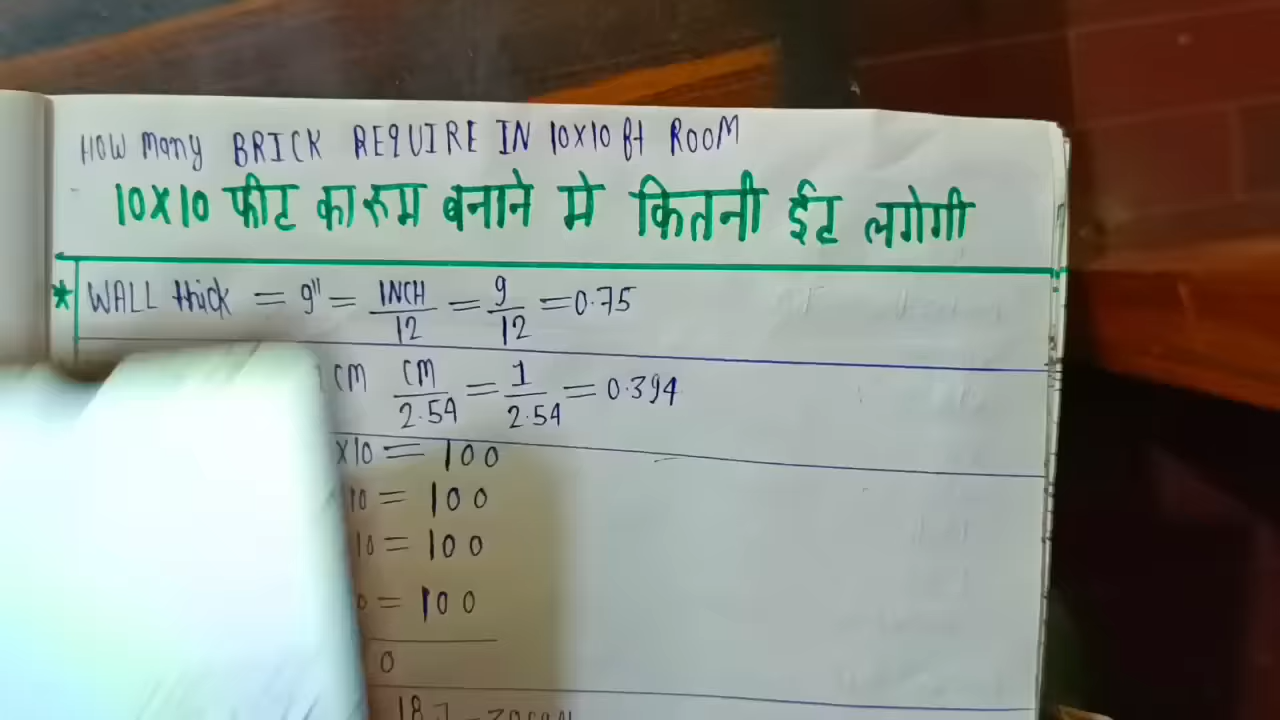 HOW Many BRICK REQUIRE IN 10X10 ft ROOM
10X10 फीट का रूम बनाने मे कितनी ईट लगेगी
* WALL thick = 9" = INCH/12 = 9/12 = 0.75
CM CM/2.54 = 1/2.54 = 0.394
X10 = 100
10 = 100
10 = 100
0 = 100
0